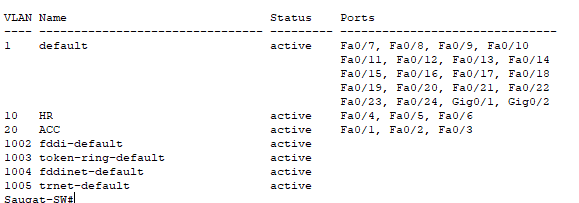 VLAN Name                             Status    Ports
---- -------------------------------- --------- -------------------------------
1    default                          active    Fa0/7, Fa0/8, Fa0/9, Fa0/10
                                                Fa0/11, Fa0/12, Fa0/13, Fa0/14
                                                Fa0/15, Fa0/16, Fa0/17, Fa0/18
                                                Fa0/19, Fa0/20, Fa0/21, Fa0/22
                                                Fa0/23, Fa0/24, Gig0/1, Gig0/2
10   HR                               active    Fa0/4, Fa0/5, Fa0/6
20   ACC                              active    Fa0/1, Fa0/2, Fa0/3
1002 fddi-default                     active
1003 token-ring-default               active
1004 fddinet-default                  active
1005 trnet-default                    active
Saugat-SW#